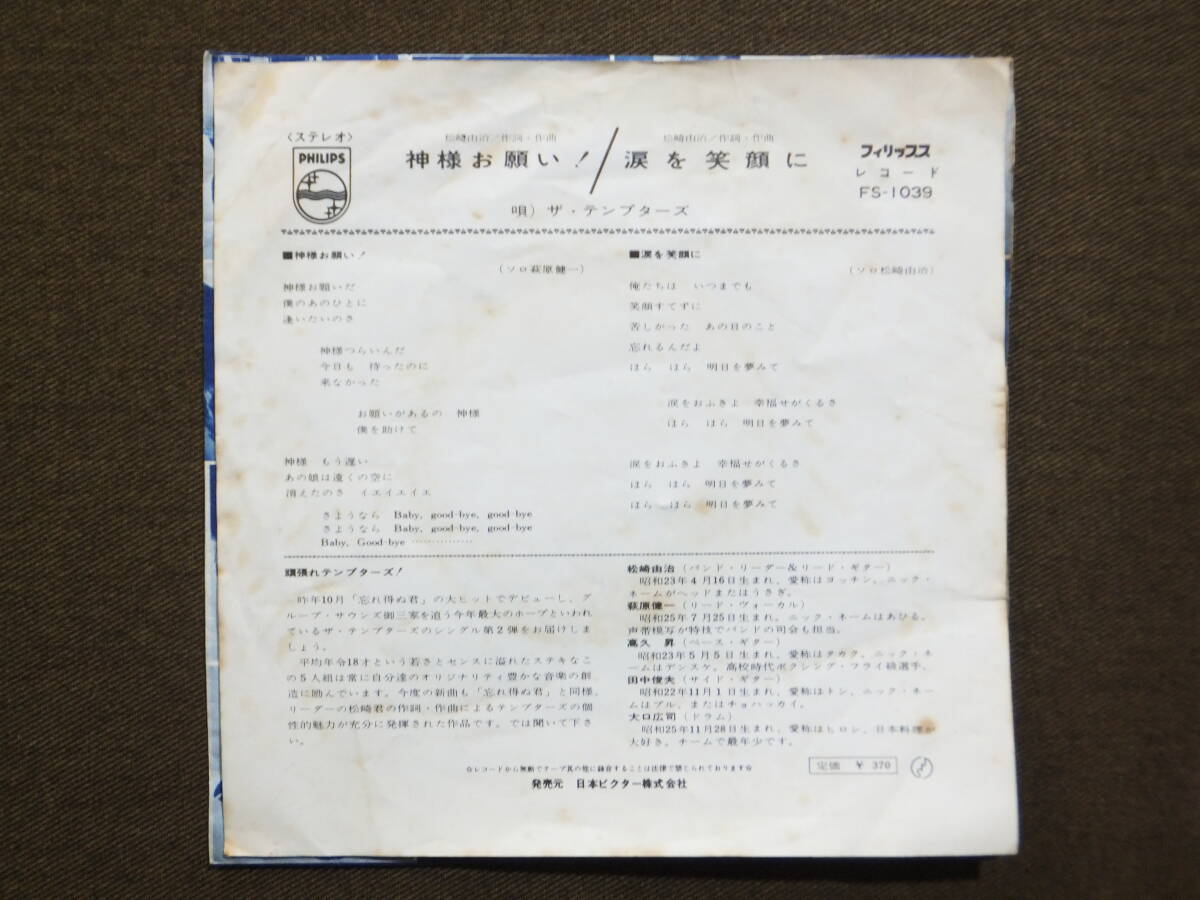 〈ステレオ〉
PHILIPS
松崎由治/作詞・作曲
神様お願い!
松崎由治/作詞・作曲
涙を笑顔に
唄) ザ・テンプターズ
フィリップス
レコード
FS-1039
■神様お願い!
(ソロ萩原健一)
神様お願いだ
僕のあのひとに
逢いたいのさ
神様つらいんだ
今日も 待ったのに
来なかった
お願いがあるの 神様
僕を助けて
神様 もう遅い
あの娘は遠くの空に
消えたのさ イエイエイエ
さようなら Baby, good-bye, good-bye
さようなら Baby, good-bye, good-bye
Baby, Good-bye ……………
■涙を笑顔に
(ソロ松崎由治)
俺たちは いつまでも
笑顔すてずに
苦しかった あの日のこと
忘れるんだよ
ほら ほら 明日を夢みて
涙をおふきよ 幸福せがくるさ
ほら ほら 明日を夢みて
涙をおふきよ 幸福せがくるさ
ほら ほら 明日を夢みて
ほら ほら 明日を夢みて
頑張れテンプターズ!
昨年10月「忘れ得ぬ君」の大ヒットでデビューし、グ
ループ・サウンズ御三家を追う今年最大のホープといわれ
ているザ・テンプターズのシングル第2弾をお届けしま
しょう。
平均年令18才という若さとセンスに溢れたステキなこ
の5人組は常に自分達のオリジナリティ豊かな音楽の創
造に励んでいます。今度の新曲も「忘れ得ぬ君」と同様、
リーダーの松崎君の作詞・作曲によるテンプターズの個
性的魅力が充分に発揮された作品です。では聞いて下さ
い。
松崎由治(バンド・リーダー&リード・ギター)
昭和23年4月16日生まれ、愛称はヨッチン、ニック・
ネームがヘッドまたはうさぎ。
萩原健一(リード・ヴォーカル)
昭和25年7月25日生まれ、ニック・ネームはあひる。
声帯模写が特技でバンドの司会も担当。
高久 昇(ベース・ギター)
昭和23年5月5日生まれ、愛称はタカク、ニック・ネ
ームはデンスケ。高校時代ボクシング・フライ級選手。
田中俊夫(サイド・ギター)
昭和22年11月1日生まれ、愛称はトシ、ニック・ネー
ムはブル、またはチョハッカイ。
大口広司(ドラム)
昭和25年11月28日生まれ、愛称はヒロシ、日本料理が
大好き。チームで最年少です。
☆レコードから無断でテープ其の他に録音することは法律で禁じられております☆
発売元 日本ビクター株式会社
定価 ¥ 370